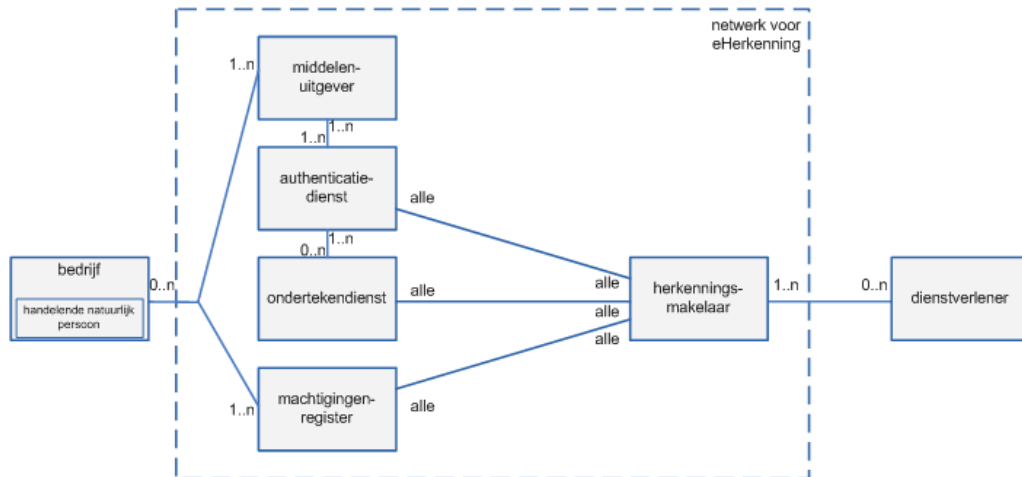 netwerk voor
eHerkenning
1..n
middelen-
uitgever
1..n
1..n
authenticatie-
dienst
alle
1..n
0..n
bedrijf
handelende natuurlijk
persoon
0..n
ondertekendienst
alle
alle
alle
alle
herkennings-
makelaar
1..n
0..n
dienstverlener
1..n
machtigingen-
register
alle